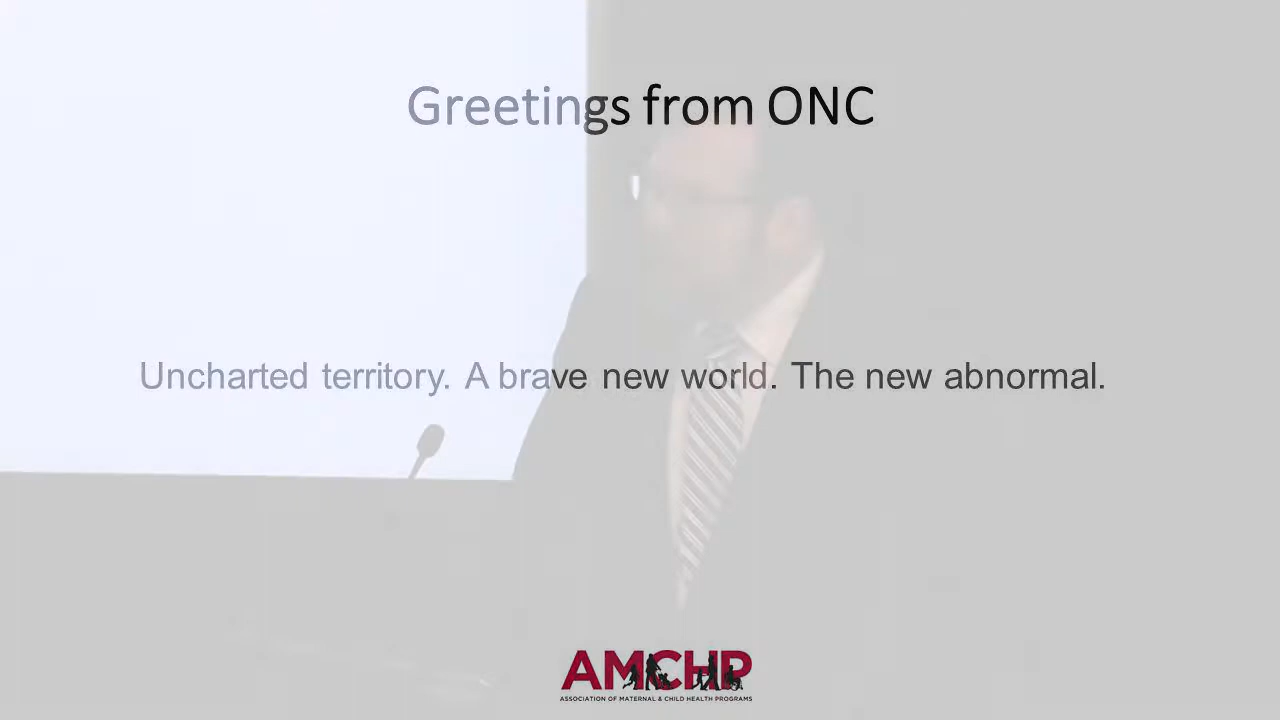 Greetings from ONC
Uncharted territory. A brave new world. The new abnormal.
AMCHP
ASSOCIATION OF MATERNAL & CHILD HEALTH PROGRAMS